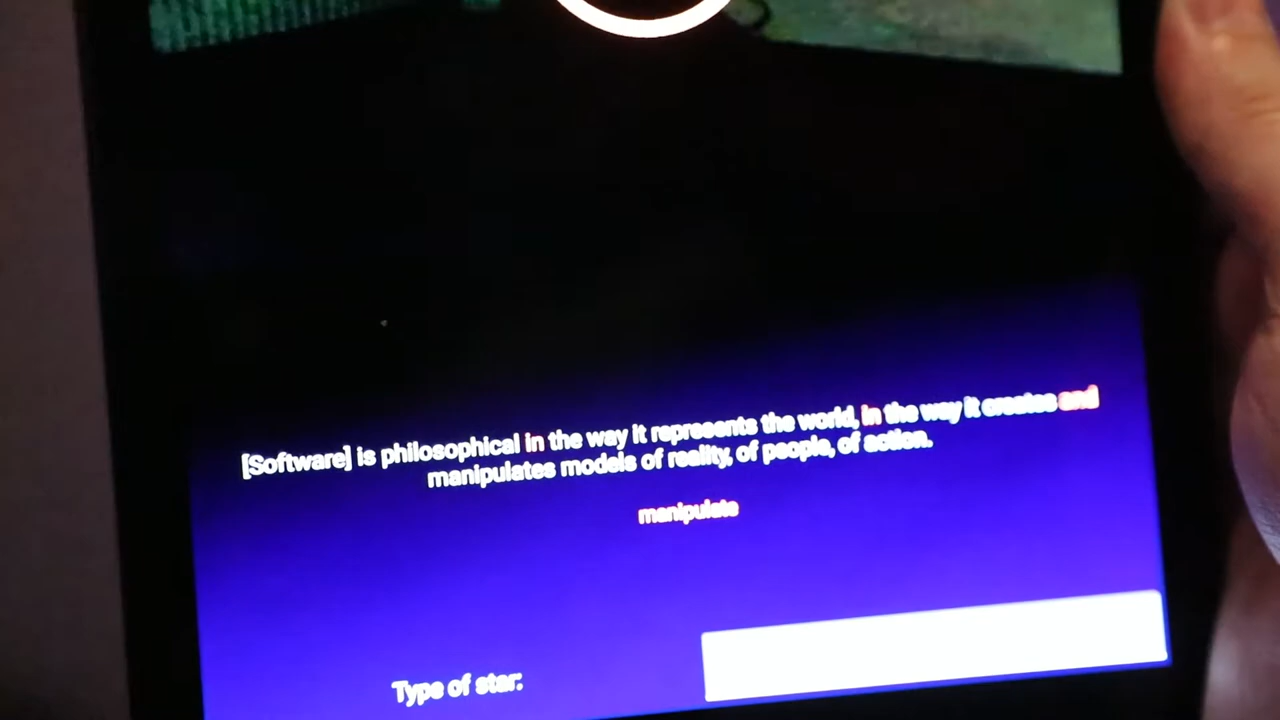 [Software] is philosophical in the way it represents the world, in the way it creates and
manipulates models of reality, of people, of action.
manipulate
Type of star: